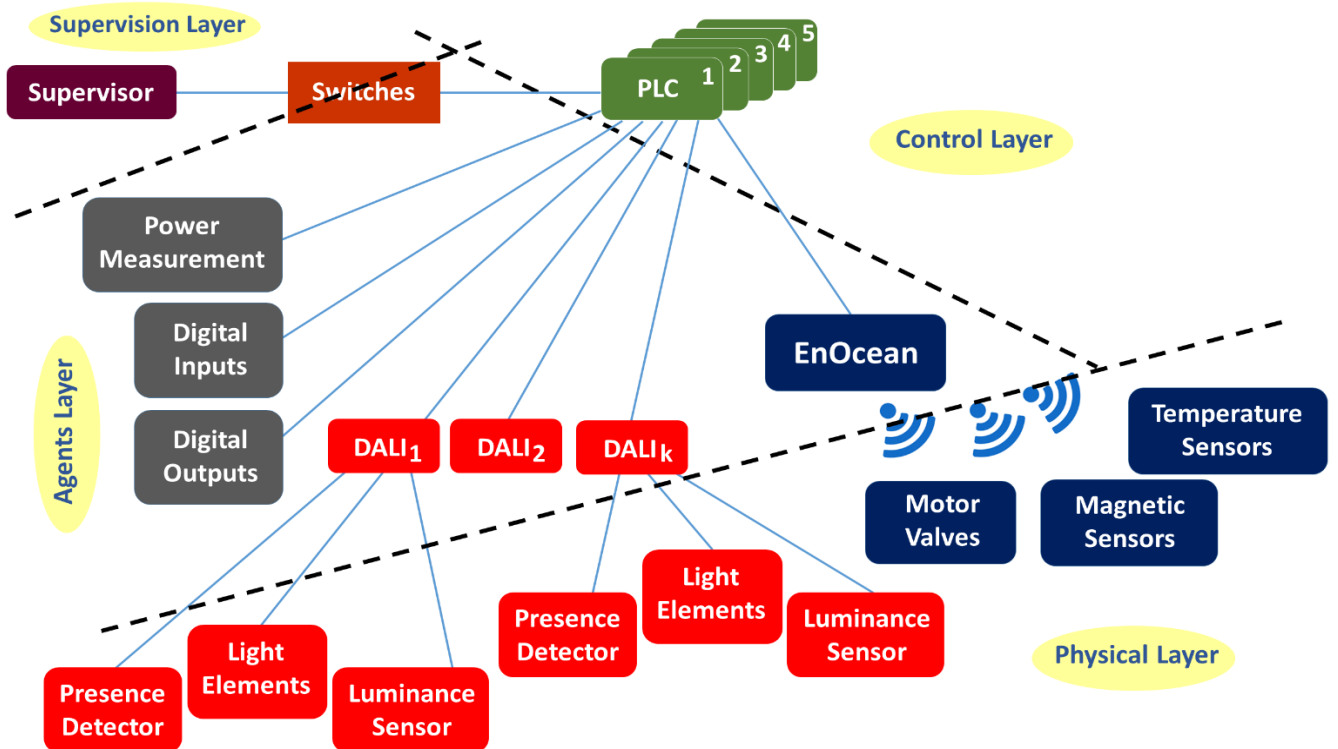 Supervision Layer
Supervisor
Switches
PLC 1
2
3
4
5
Control Layer
Power
Measurement
Digital
Inputs
Digital
Outputs
Agents Layer
EnOcean
DALI1
DALI2
DALIk
Temperature
Sensors
Motor
Valves
Magnetic
Sensors
Presence
Detector
Light
Elements
Luminance
Sensor
Presence
Detector
Light
Elements
Luminance
Sensor
Physical Layer